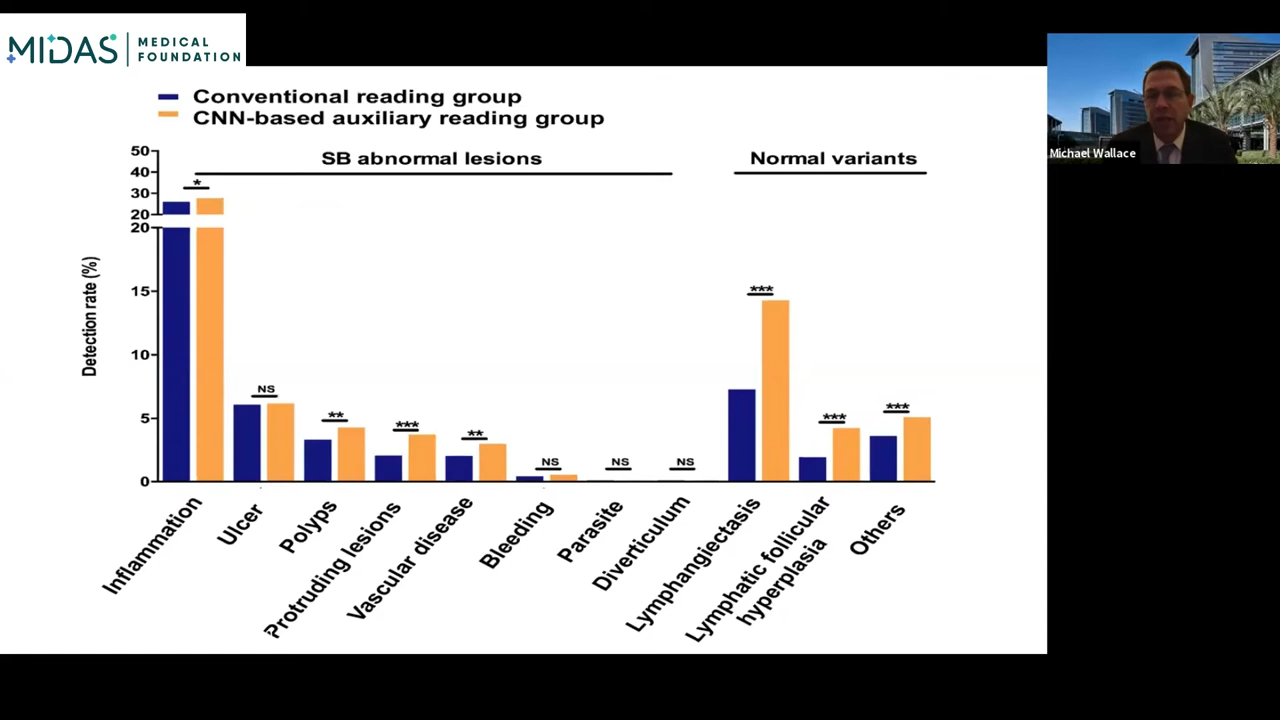 MIDAS
MEDICAL
FOUNDATION
Michael Wallace
Conventional reading group
CNN-based auxiliary reading group
SB abnormal lesions
Normal variants
Detection rate (%)
50
40
30
20
20
15
10
5
0
*
NS
**
***
**
NS
NS
NS
***
***
***
Inflammation
Ulcer
Polyps
Protruding lesions
Vascular disease
Bleeding
Parasite
Diverticulum
Lymphangiectasis
Lymphatic follicular
hyperplasia
Others